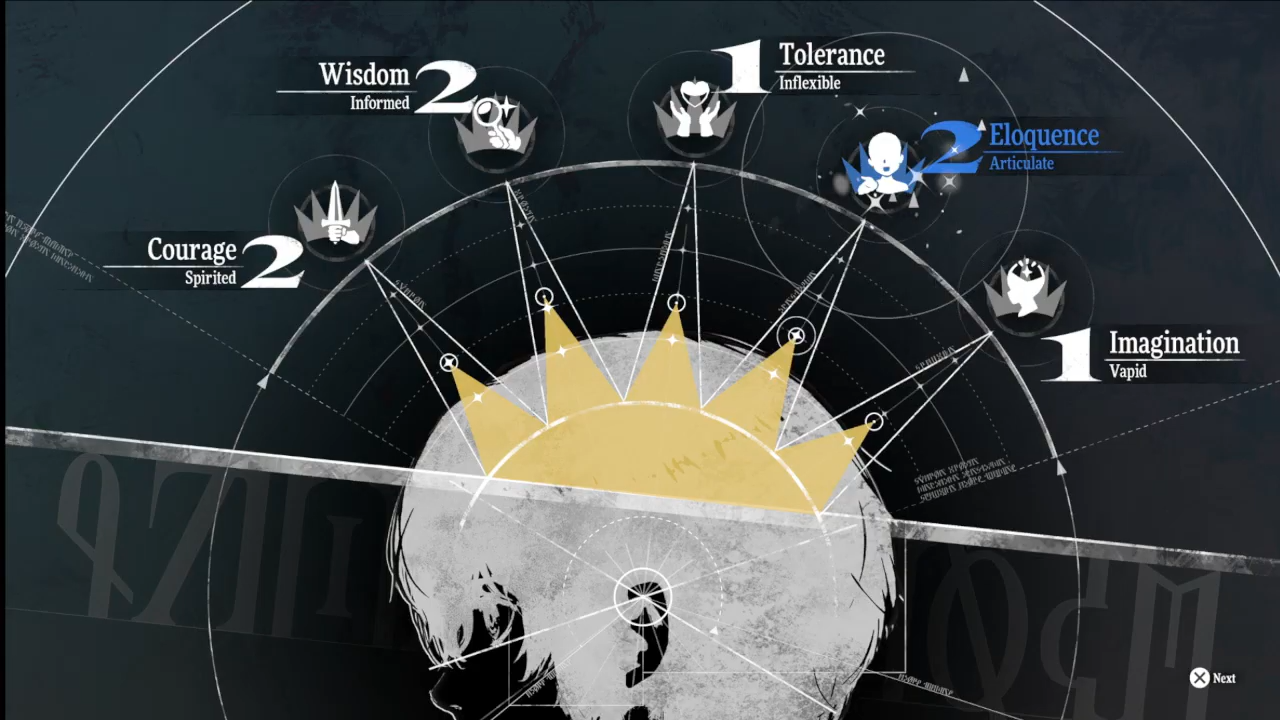 Wisdom 2
Informed
1 Tolerance
Inflexible
2 Eloquence
Articulate
Courage 2
Spirited
1 Imagination
Vapid
Next